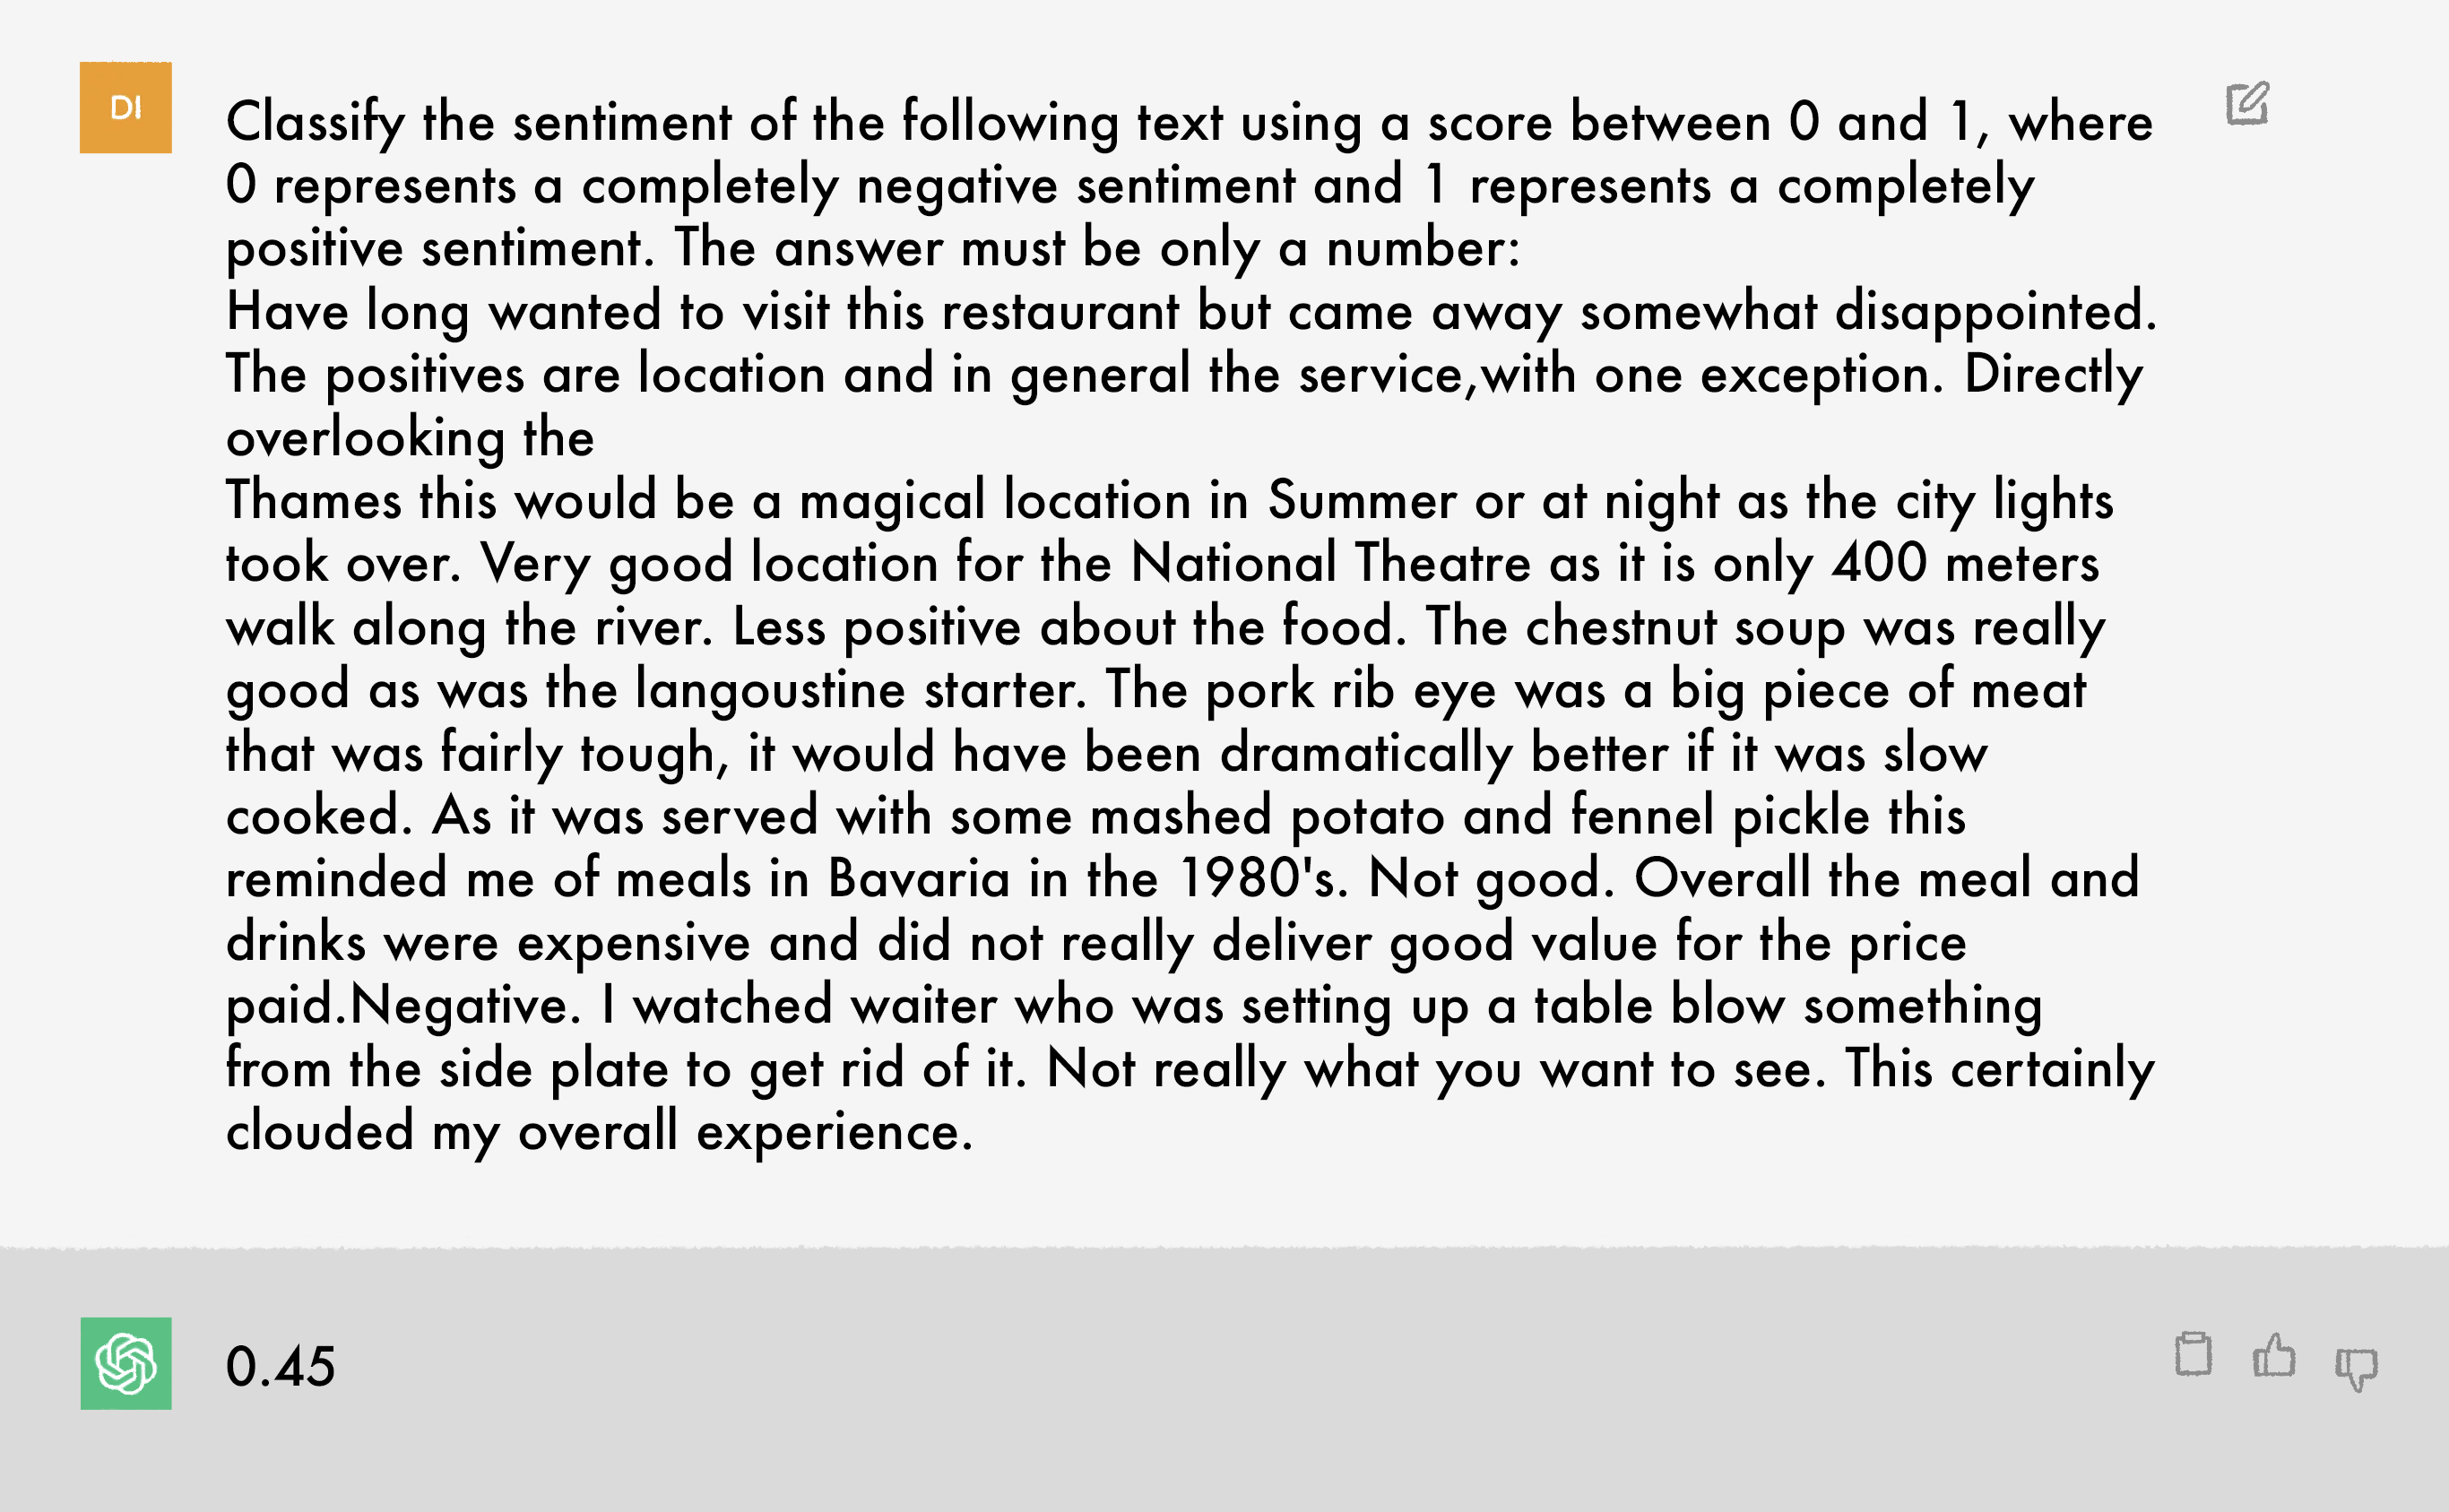 DI
Classify the sentiment of the following text using a score between 0 and 1, where
0 represents a completely negative sentiment and 1 represents a completely
positive sentiment. The answer must be only a number:
Have long wanted to visit this restaurant but came away somewhat disappointed.
The positives are location and in general the service,with one exception. Directly
overlooking the
Thames this would be a magical location in Summer or at night as the city lights
took over. Very good location for the National Theatre as it is only 400 meters
walk along the river. Less positive about the food. The chestnut soup was really
good as was the langoustine starter. The pork rib eye was a big piece of meat
that was fairly tough, it would have been dramatically better if it was slow
cooked. As it was served with some mashed potato and fennel pickle this
reminded me of meals in Bavaria in the 1980's. Not good. Overall the meal and
drinks were expensive and did not really deliver good value for the price
paid.Negative. I watched waiter who was setting up a table blow something
from the side plate to get rid of it. Not really what you want to see. This certainly
clouded my overall experience.
0.45